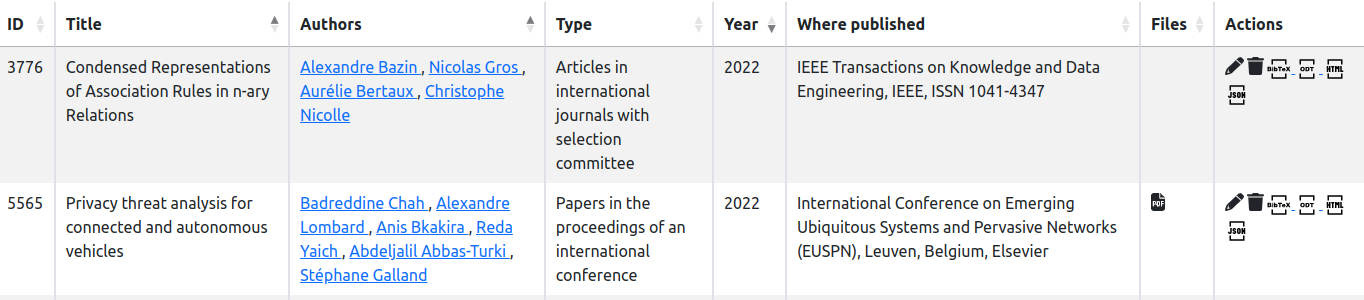 ID Title Authors Type Year Where published Files Actions
3776 Condensed Representations Alexandre Bazin , Nicolas Gros , Articles in 2022 IEEE Transactions on Knowledge and Data BibTeX ODT HTML
of Association Rules in n-ary Aurélie Bertaux , Christophe international Engineering, IEEE, ISSN 1041-4347 JSON
Relations Nicolle journals with
selection
committee
5565 Privacy threat analysis for Badreddine Chah , Alexandre Papers in the 2022 International Conference on Emerging PDF BibTeX ODT HTML
connected and autonomous Lombard , Anis Bkakira , Reda proceedings of an Ubiquitous Systems and Pervasive Networks JSON
vehicles Yaich , Abdeljalil Abbas-Turki , international (EUSPN), Leuven, Belgium, Elsevier
Stéphane Galland conference